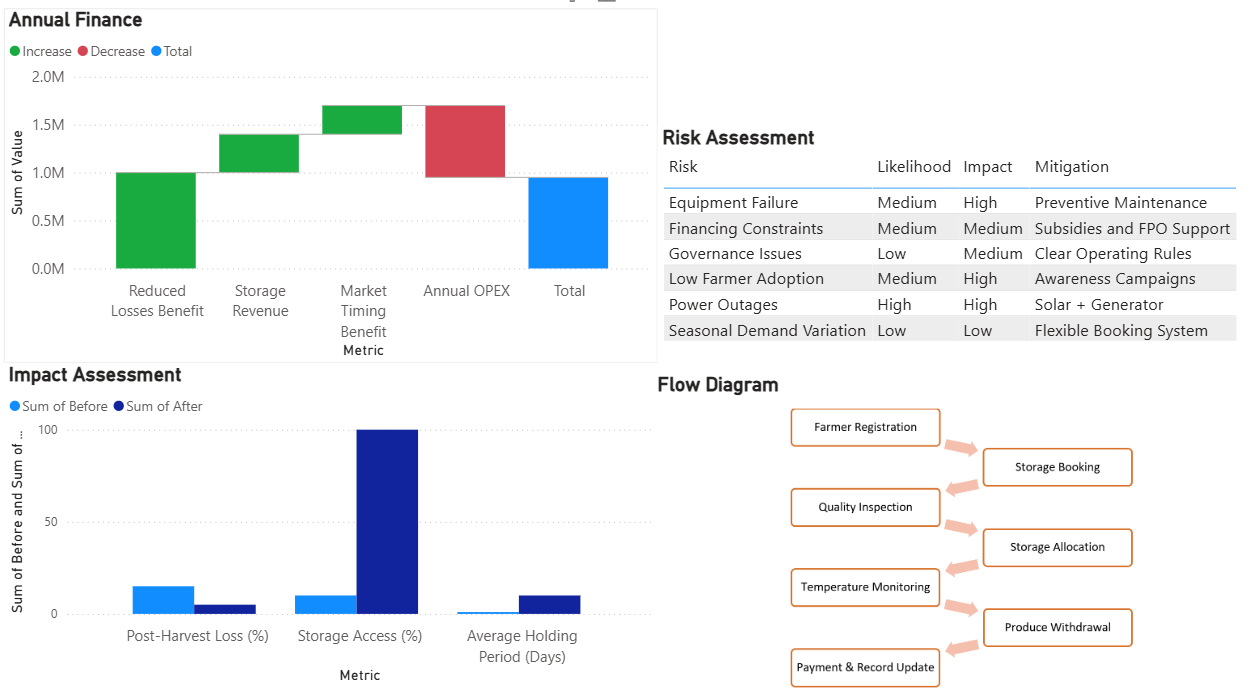 Annual Finance
Increase Decrease Total
Sum of Value
2.0M
1.5M
1.0M
0.5M
0.0M
Reduced Losses Benefit
Storage Revenue
Market Timing Benefit
Annual OPEX
Total
Metric
Risk Assessment
Risk Likelihood Impact Mitigation
Equipment Failure Medium High Preventive Maintenance
Financing Constraints Medium Medium Subsidies and FPO Support
Governance Issues Low Medium Clear Operating Rules
Low Farmer Adoption Medium High Awareness Campaigns
Power Outages High High Solar + Generator
Seasonal Demand Variation Low Low Flexible Booking System
Impact Assessment
Sum of Before Sum of After
Sum of Before and Sum of ...
100
50
0
Post-Harvest Loss (%)
Storage Access (%)
Average Holding Period (Days)
Metric
Flow Diagram
Farmer Registration
Storage Booking
Quality Inspection
Storage Allocation
Temperature Monitoring
Produce Withdrawal
Payment & Record Update